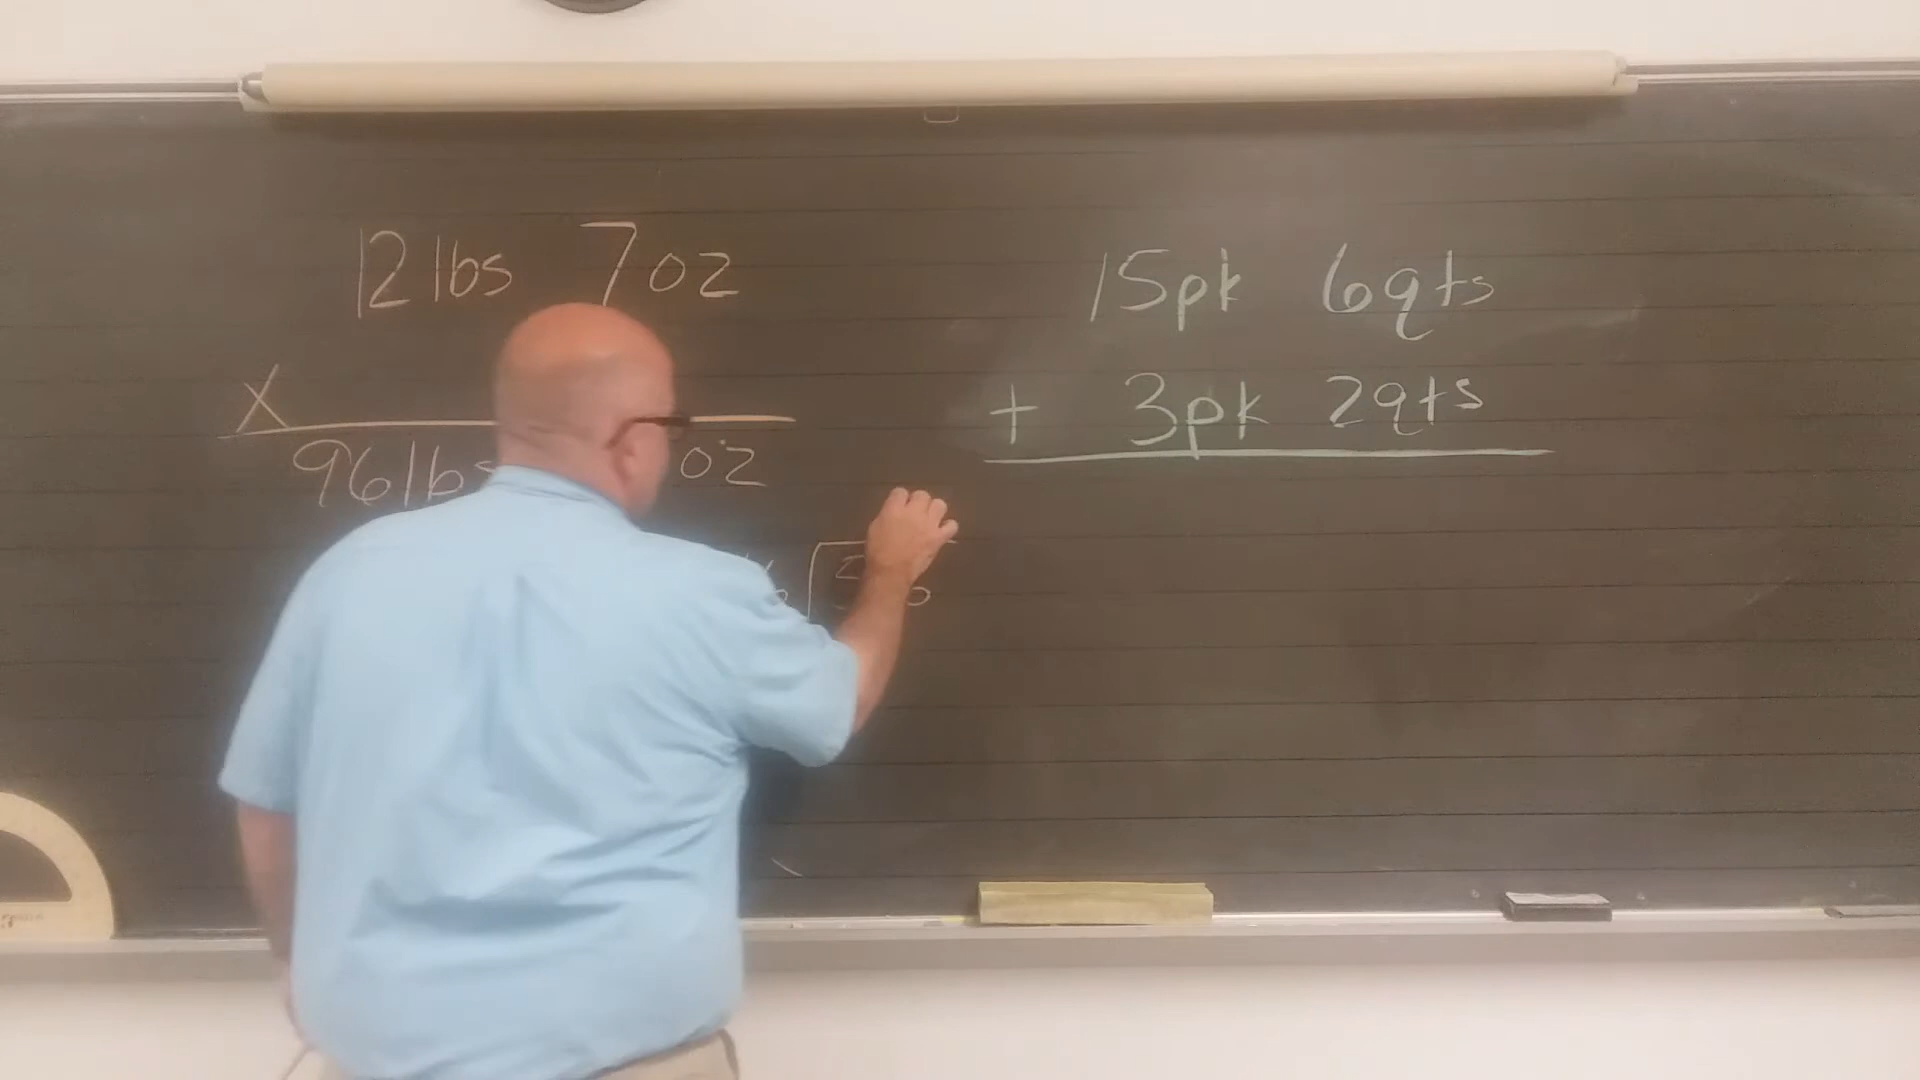 12 lbs 7 oz
X
96 lbs oz
15pk 6qts
+ 3pk 2qts